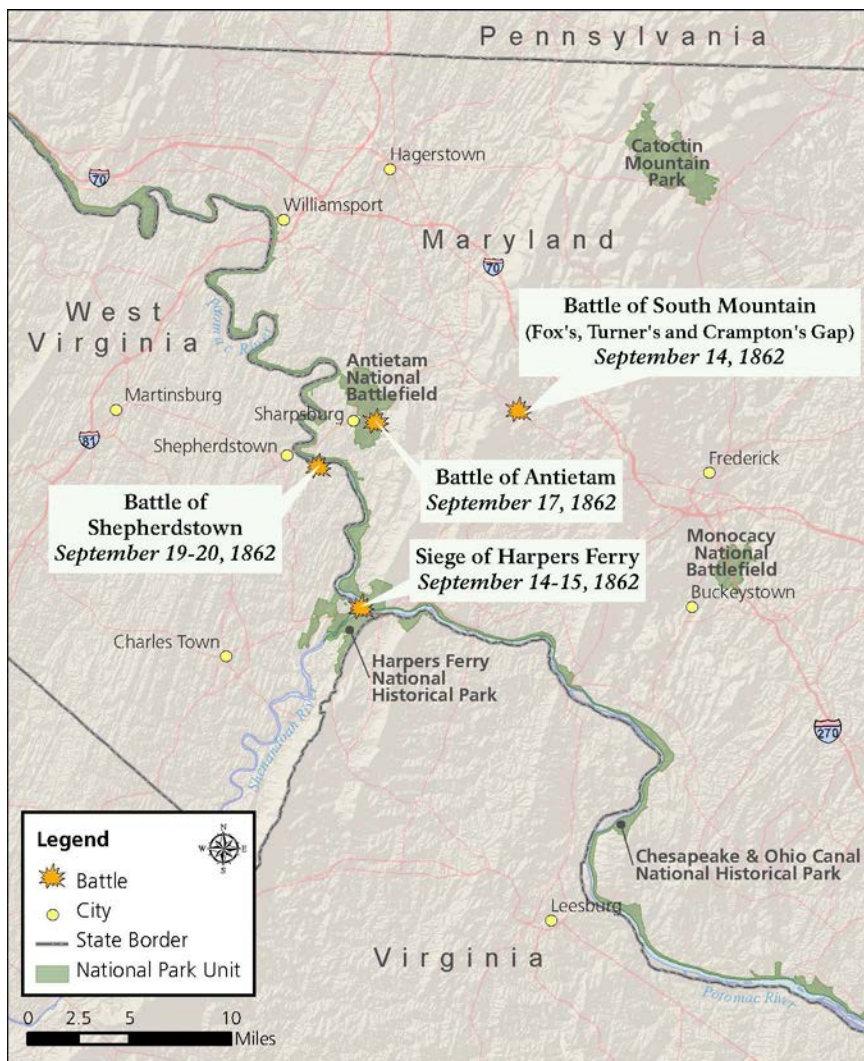 Pennsylvania
Catoctin
Mountain
Park
Hagerstown
70
Williamsport
Maryland
70
West
Virginia
Potomac River
Battle of South Mountain
(Fox's, Turner's and Crampton's Gap)
September 14, 1862
Antietam
National
Battlefield
Martinsburg
Sharpsburg
81
Shepherdstown
Frederick
Battle of Antietam
September 17, 1862
Battle of
Shepherdstown
September 19-20, 1862
Monocacy
National
Battlefield
Siege of Harpers Ferry
September 14-15, 1862
Buckeystown
Charles Town
Harpers Ferry
National
Historical Park
Shenandoah River
270
Legend
N
W E
S
Battle
City
State Border
National Park Unit
Chesapeake & Ohio Canal
National Historical Park
Leesburg
Virginia
Potomac River
0 2.5 5 10
Miles